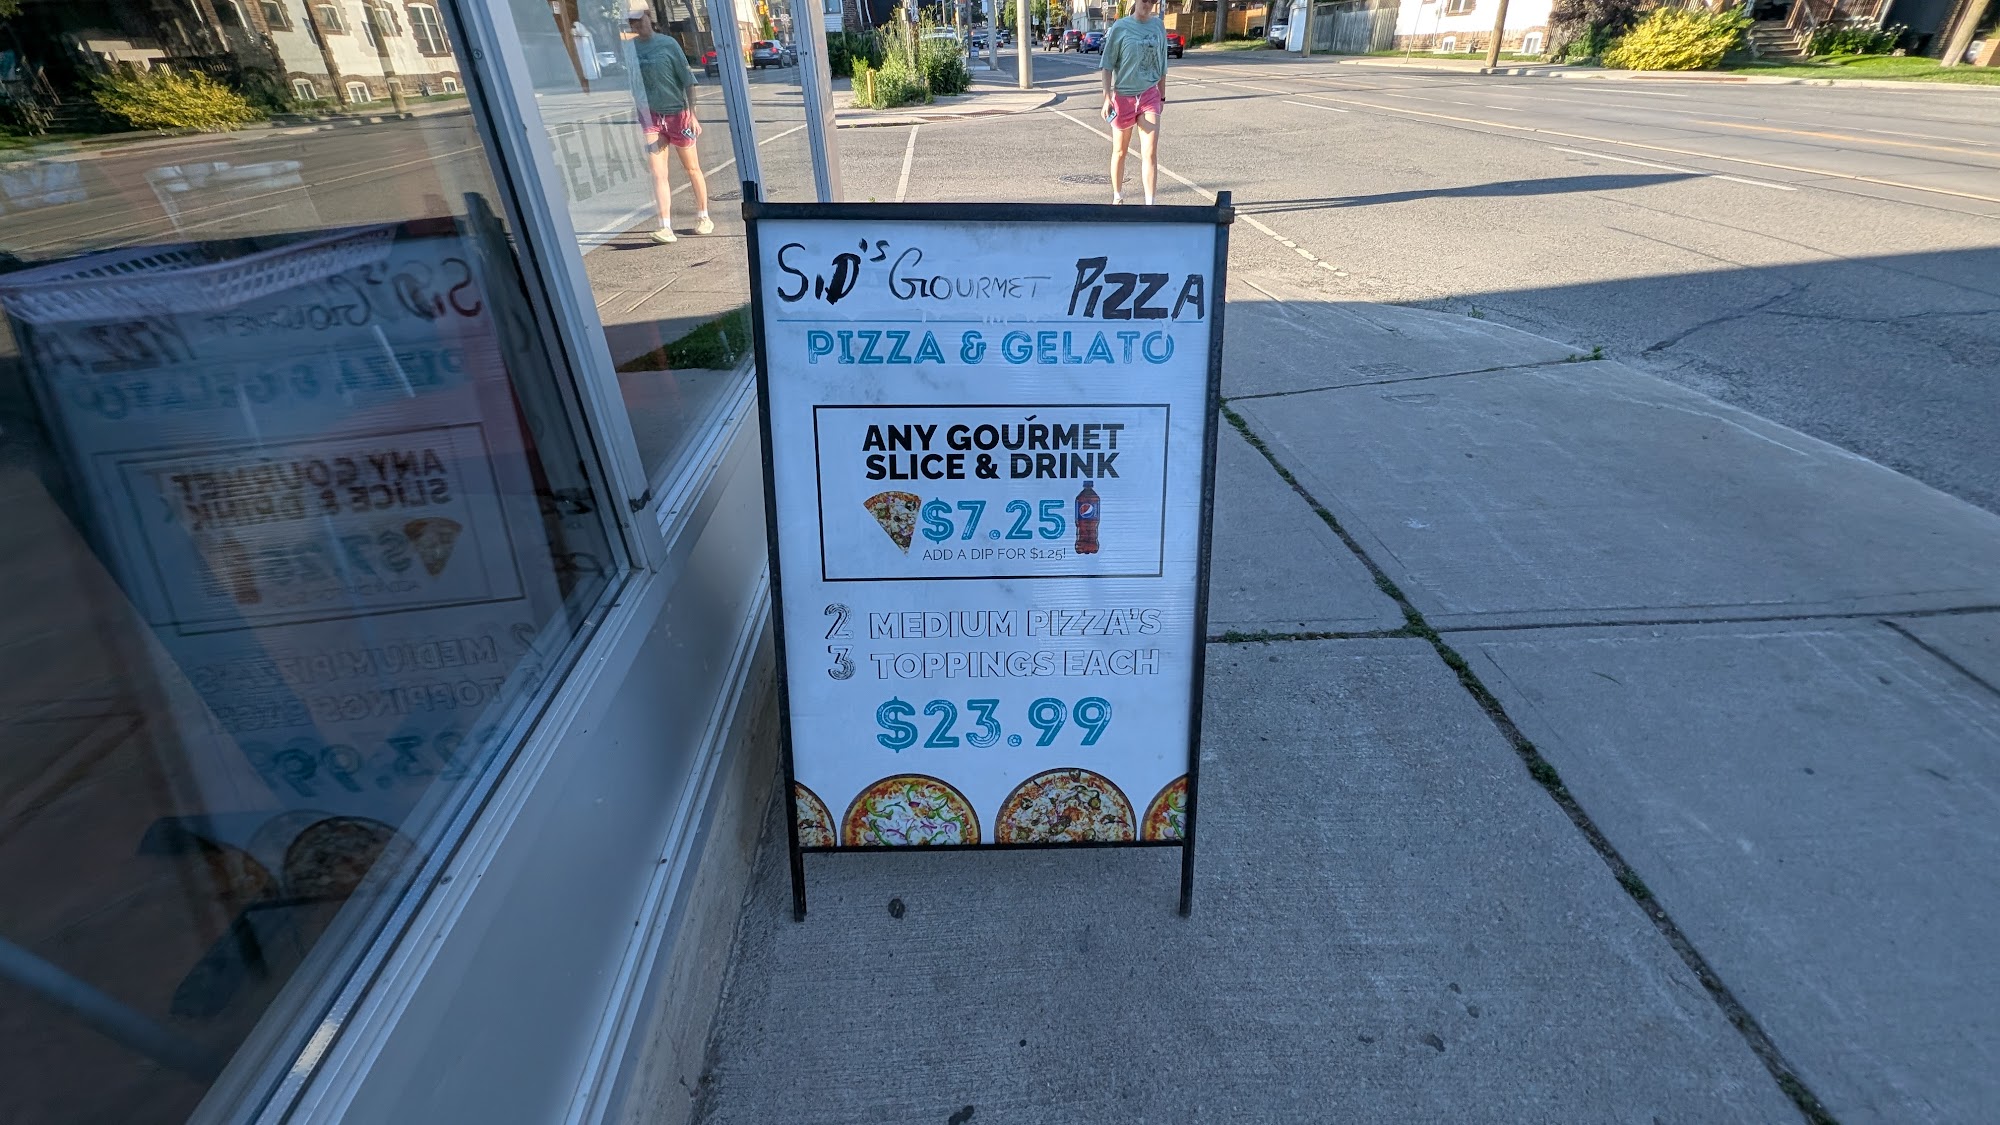 SiD's GOURMET PIZZA
PIZZA & GELATO
ANY GOURMET
SLICE & DRINK
$7.25
ADD A DIP FOR $1.25!
2 MEDIUM PIZZA'S
3 TOPPINGS EACH
$23.99
GELAT